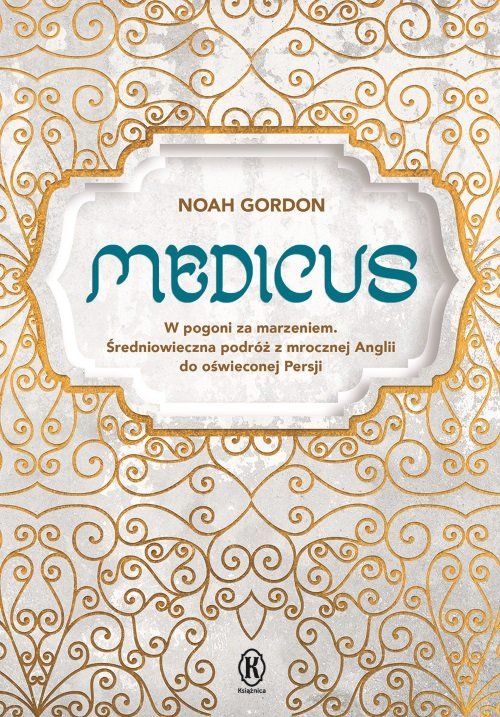 NOAH GORDON
MEDICUS
W pogoni za marzeniem.
Średniowieczna podróż z mrocznej Anglii
do oświeconej Persji
K
Książnica